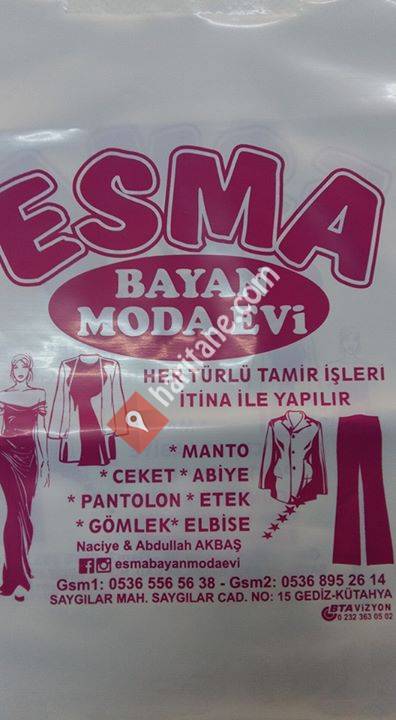 ESMA
BAYAN
MODA EVi
HER TÜRLÜ TAMİR İŞLERİ
İTİNA İLE YAPILIR
* MANTO
* CEKET * ABİYE
* PANTOLON * ETEK
* GÖMLEK* ELBİSE
Naciye & Abdullah AKBAŞ
esmabayanmodaevi
Gsm1: 0536 556 56 38 - Gsm2: 0536 895 26 14
SAYGILAR MAH. SAYGILAR CAD. NO: 15 GEDİZ-KÜTAHYA
BTA VİZYON
0 232 363 05 02
haritane.com